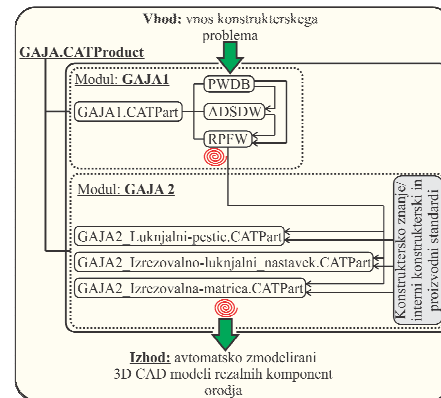 Vhod: vnos konstrukterskega
problema
GAJA.CATProduct
Modul: GAJA1
PWDB
GAJA1.CATPart
ADSDW
RPFW
Modul: GAJA 2
GAJA2_Luknjalni-pestic.CATPart
GAJA2_Izrezovalno-luknjalni_nastavek.CATPart
GAJA2_Izrezovalna-matrica.CATPart
Konstruktersko znanje/
interni konstrukterski in
proizvodni standardi
Izhod: avtomatsko zmodelirani
3D CAD modeli rezalnih komponent
orodja